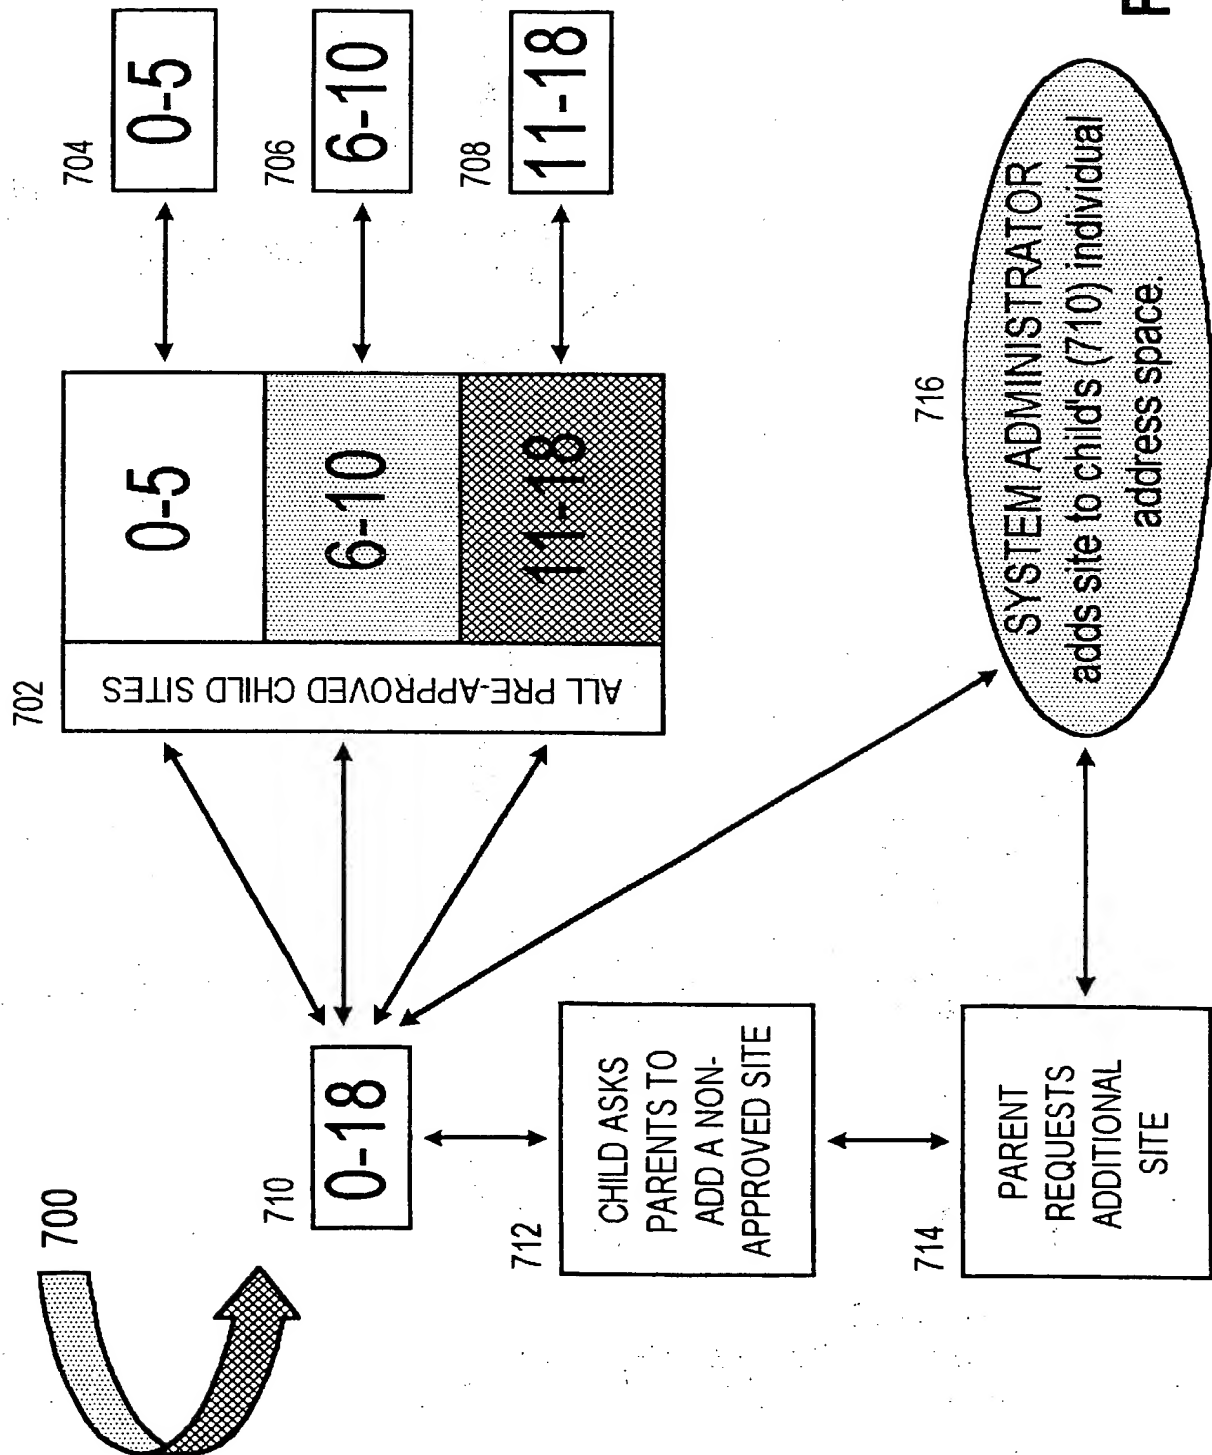 700
710
0-18
702
ALL PRE-APPROVED CHILD SITES
0-5
6-10
11-18
704
0-5
706
6-10
708
11-18
712
CHILD ASKS
PARENTS TO
ADD A NON-
APPROVED SITE
714
PARENT
REQUESTS
ADDITIONAL
SITE
716
SYSTEM ADMINISTRATOR
adds site to child's (710) individual
address space.